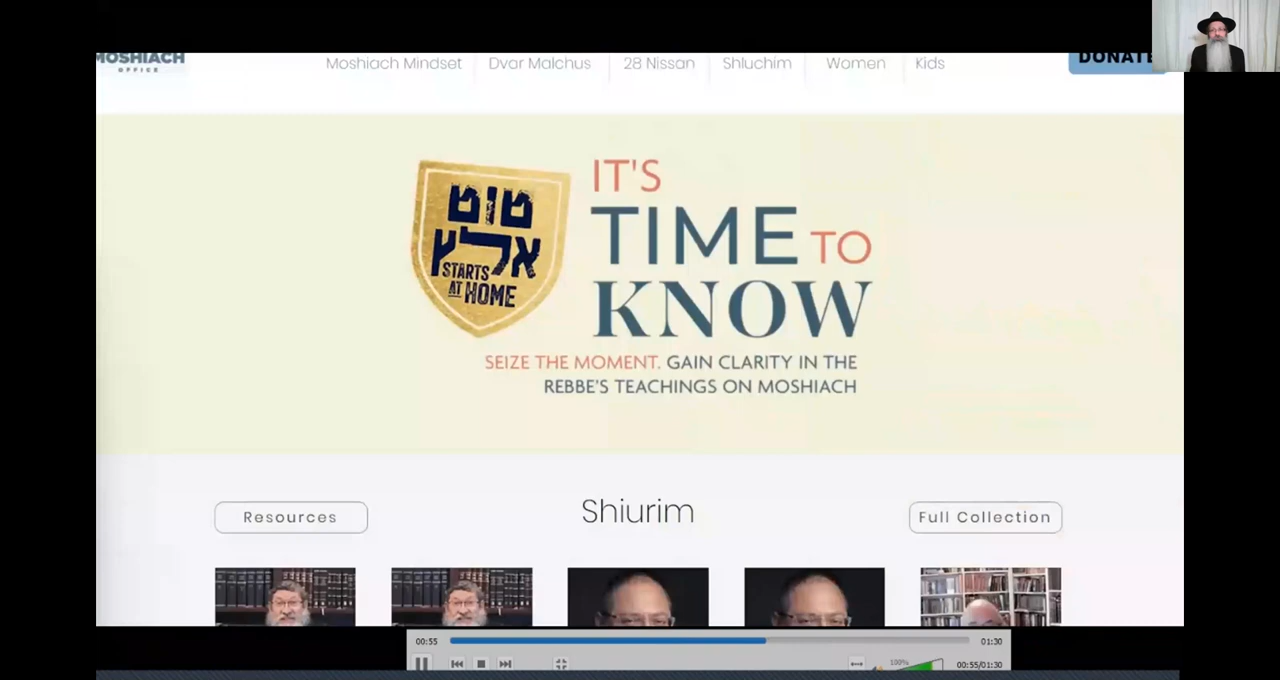 MOSHIACH
OFFICE
Moshiach Mindset
Dvar Malchus
28 Nissan
Shluchim
Women
Kids
DONATE
טוט
ארץ
STARTS
AT HOME
IT'S
TIME TO
KNOW
SEIZE THE MOMENT. GAIN CLARITY IN THE
REBBE'S TEACHINGS ON MOSHIACH
Resources
Shiurim
Full Collection
00:55
01:30
100%
00:55/01:30